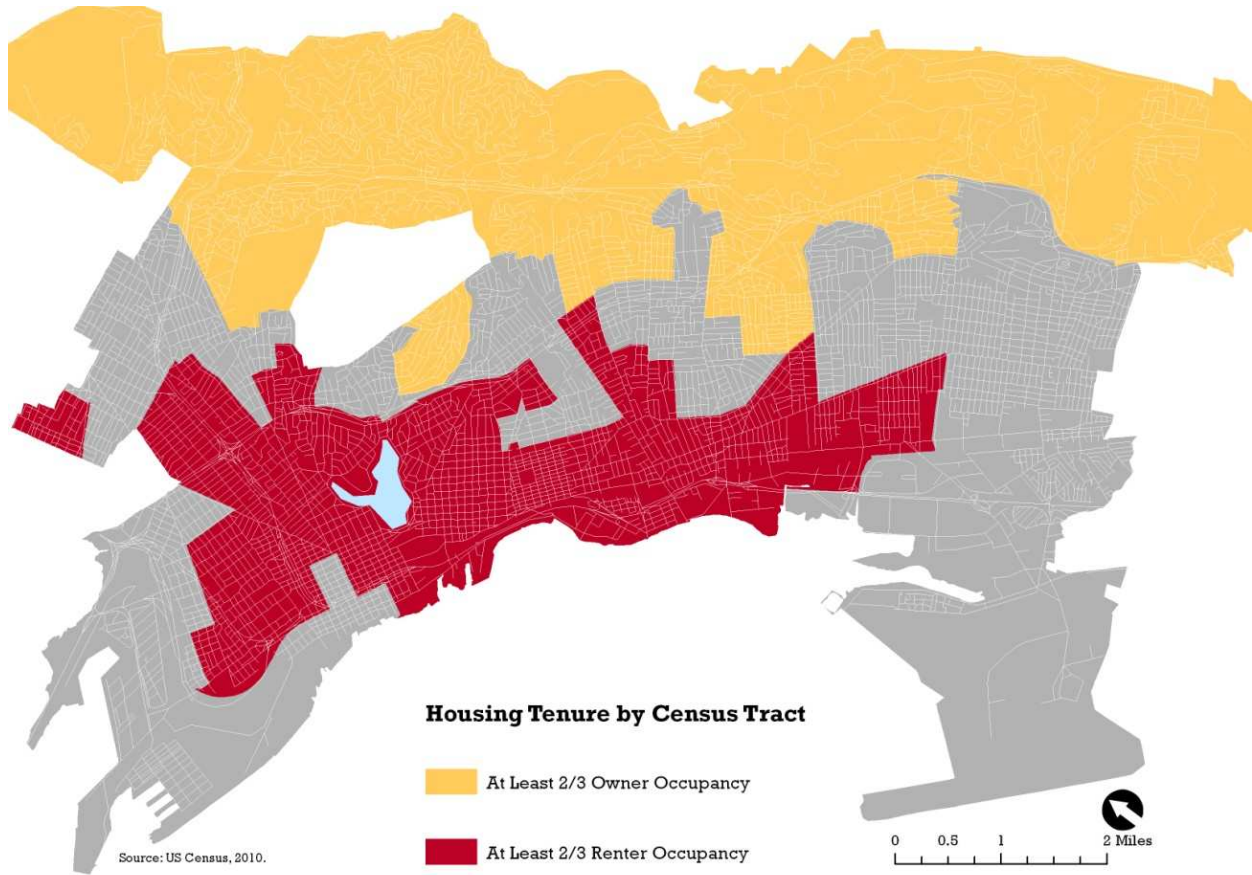 Housing Tenure by Census Tract
At Least 2/3 Owner Occupancy
At Least 2/3 Renter Occupancy
Source: US Census, 2010.
0 0.5 1 2 Miles